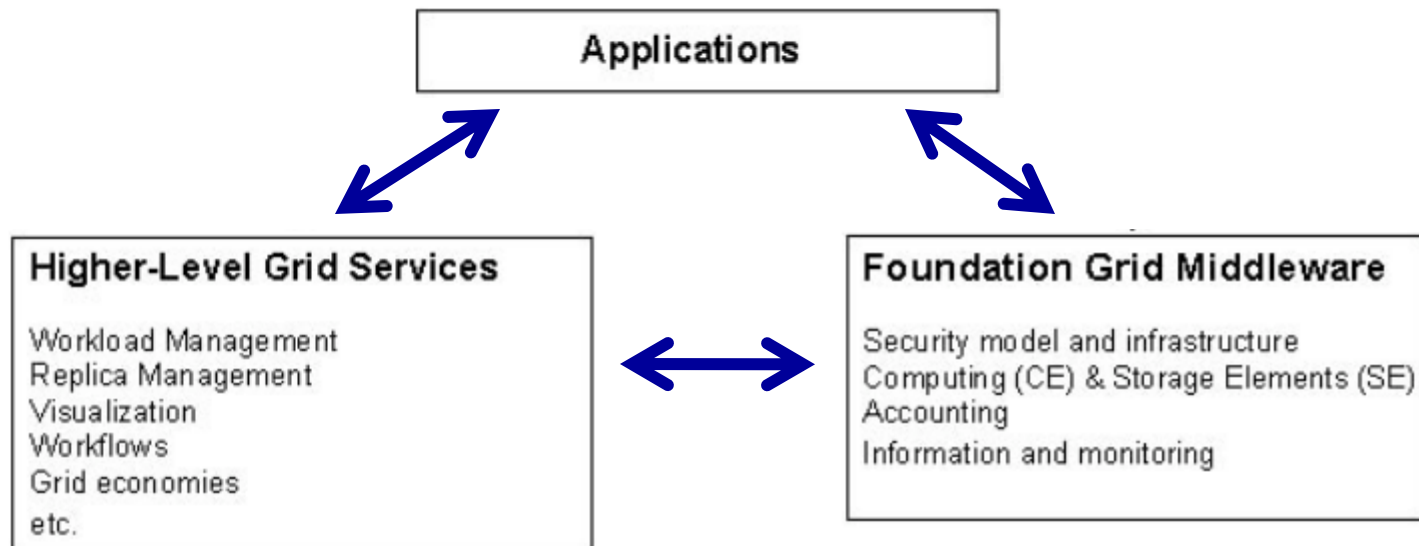 Applications
Higher-Level Grid Services
Workload Management
Replica Management
Visualization
Workflows
Grid economies
etc.
Foundation Grid Middleware
Security model and infrastructure
Computing (CE) & Storage Elements (SE)
Accounting
Information and monitoring